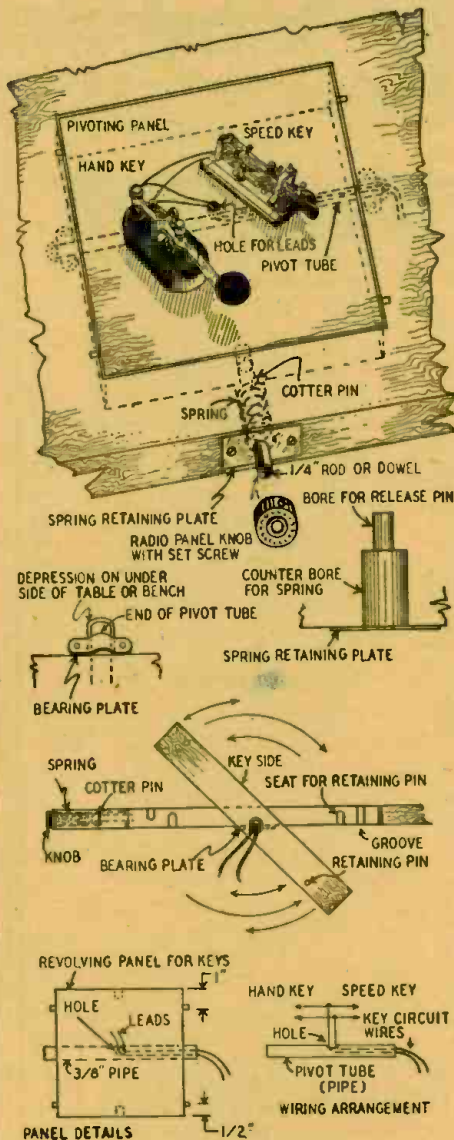 PIVOTING PANEL
SPEED KEY
HAND KEY
HOLE FOR LEADS
PIVOT TUBE
COTTER PIN
SPRING
1/4" ROD OR DOWEL
SPRING RETAINING PLATE
RADIO PANEL KNOB
WITH SET SCREW
BORE FOR RELEASE PIN
COUNTER BORE
FOR SPRING
SPRING RETAINING PLATE
DEPRESSION ON UNDER
SIDE OF TABLE OR BENCH
END OF PIVOT TUBE
BEARING PLATE
KEY SIDE
SPRING
COTTER PIN
SEAT FOR RETAINING PIN
KNOB
BEARING PLATE
GROOVE
RETAINING PIN
REVOLVING PANEL FOR KEYS
1"
HOLE
LEADS
3/8" PIPE
1/2"
PANEL DETAILS
HAND KEY
SPEED KEY
HOLE
KEY CIRCUIT
WIRES
PIVOT TUBE
(PIPE)
WIRING ARRANGEMENT